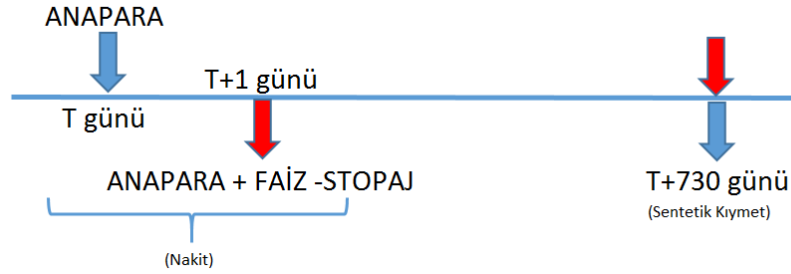 ANAPARA
T günü
T+1 günü
ANAPARA + FAİZ -STOPAJ
(Nakit)
T+730 günü
(Sentetik Kıymet)